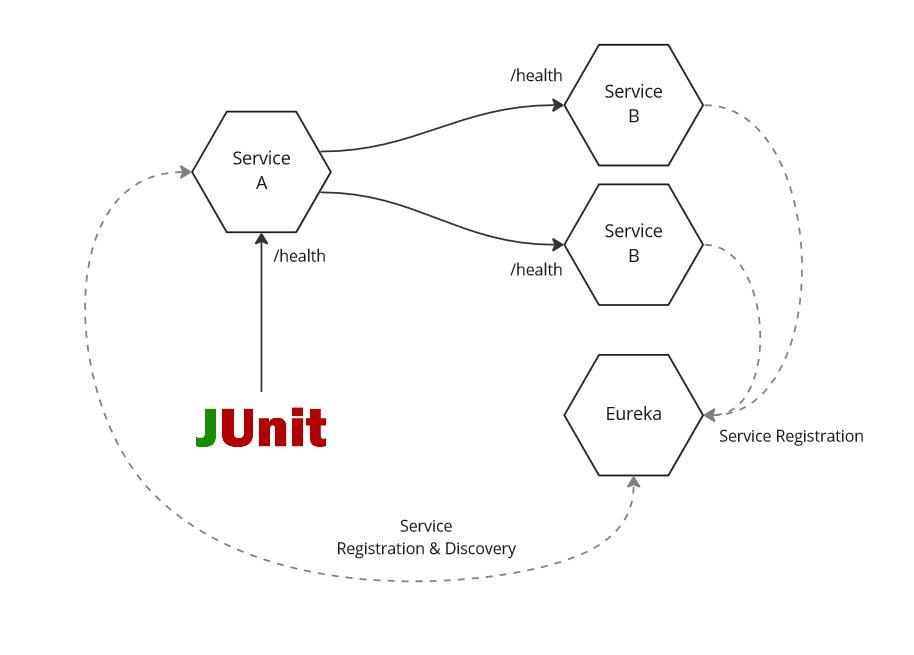 /health
Service
B
Service
A
Service
B
/health
/health
JUnit
Eureka
Service Registration
Service
Registration & Discovery